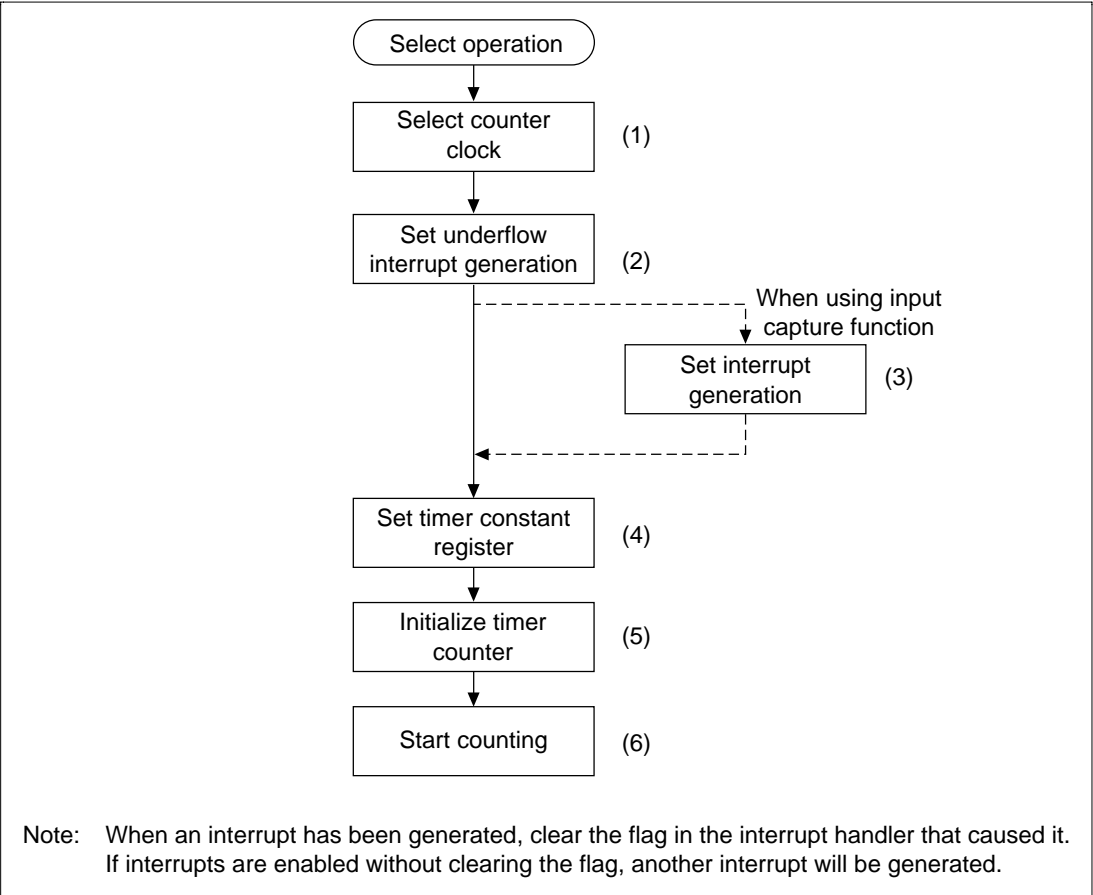 Select operation
Select counter
clock
(1)
Set underflow
interrupt generation
(2)
When using input
capture function
Set interrupt
generation
(3)
Set timer constant
register
(4)
Initialize timer
counter
(5)
Start counting
(6)
Note: When an interrupt has been generated, clear the flag in the interrupt handler that caused it.
If interrupts are enabled without clearing the flag, another interrupt will be generated.